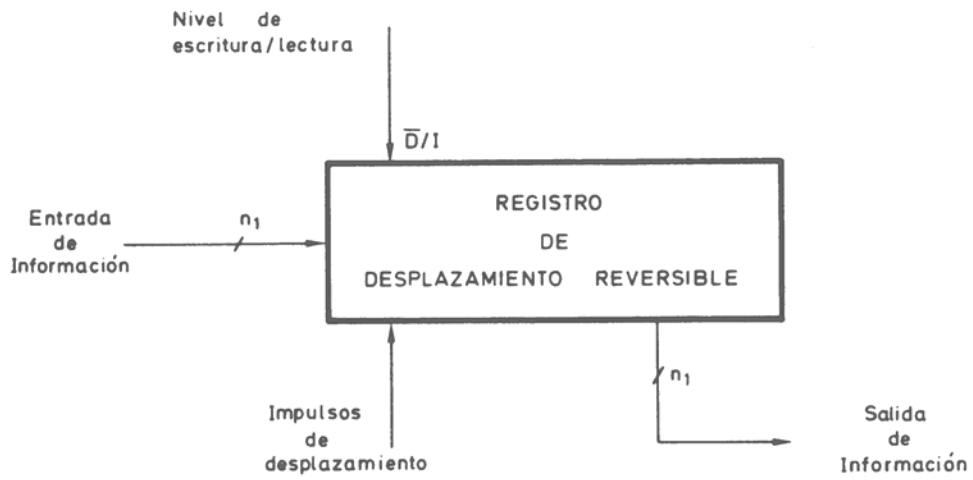 Nivel de
escritura/lectura
D̅/I
REGISTRO
DE
DESPLAZAMIENTO REVERSIBLE
Entrada
de
Información
n₁
n₁
Impulsos
de
desplazamiento
Salida
de
Información